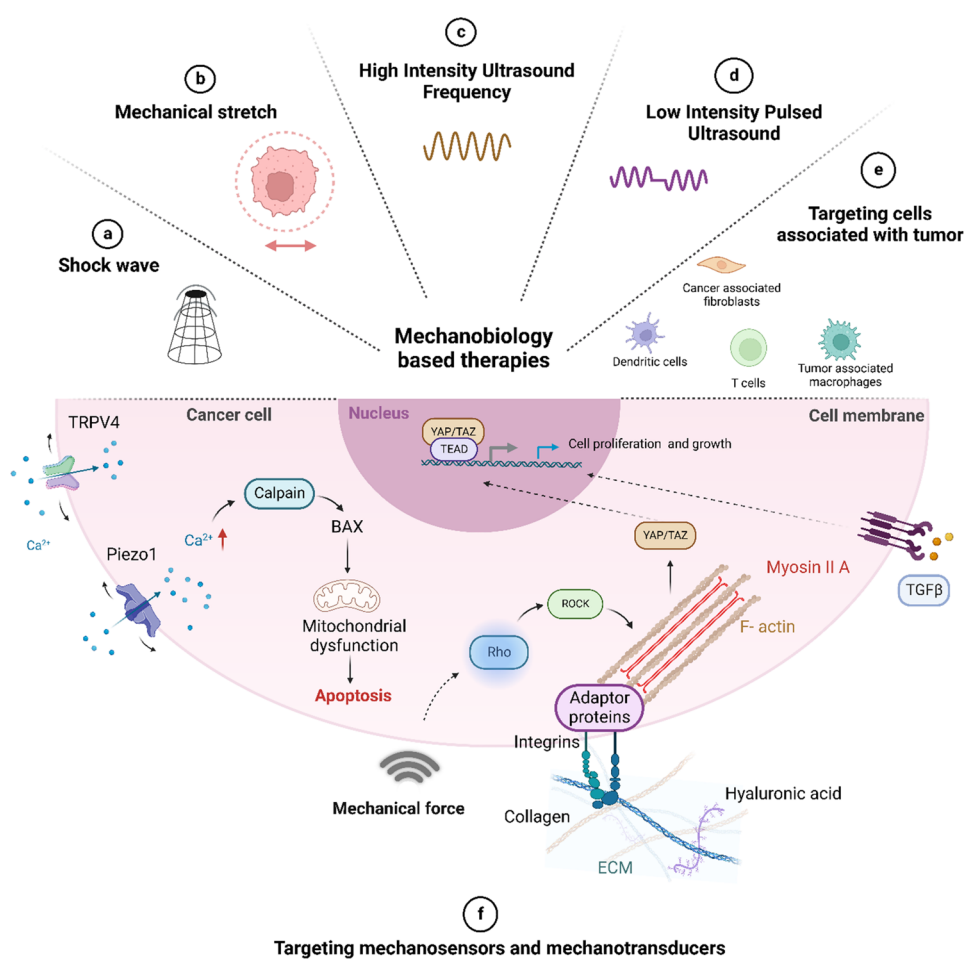 c
High Intensity Ultrasound
Frequency
b
Mechanical stretch
d
Low Intensity Pulsed
Ultrasound
e
Targeting cells
associated with tumor
a
Shock wave
Cancer associated
fibroblasts
Dendritic cells
T cells
Tumor associated
macrophages
Mechanobiology
based therapies
Cancer cell
Nucleus
Cell membrane
TRPV4
YAP/TAZ
TEAD
Cell proliferation and growth
Ca²⁺
Calpain
Ca²⁺
BAX
Piezo1
YAP/TAZ
Myosin II A
TGFβ
Mitochondrial
dysfunction
ROCK
F- actin
Rho
Apoptosis
Adaptor
proteins
Integrins
Mechanical force
Collagen
Hyaluronic acid
ECM
f
Targeting mechanosensors and mechanotransducers